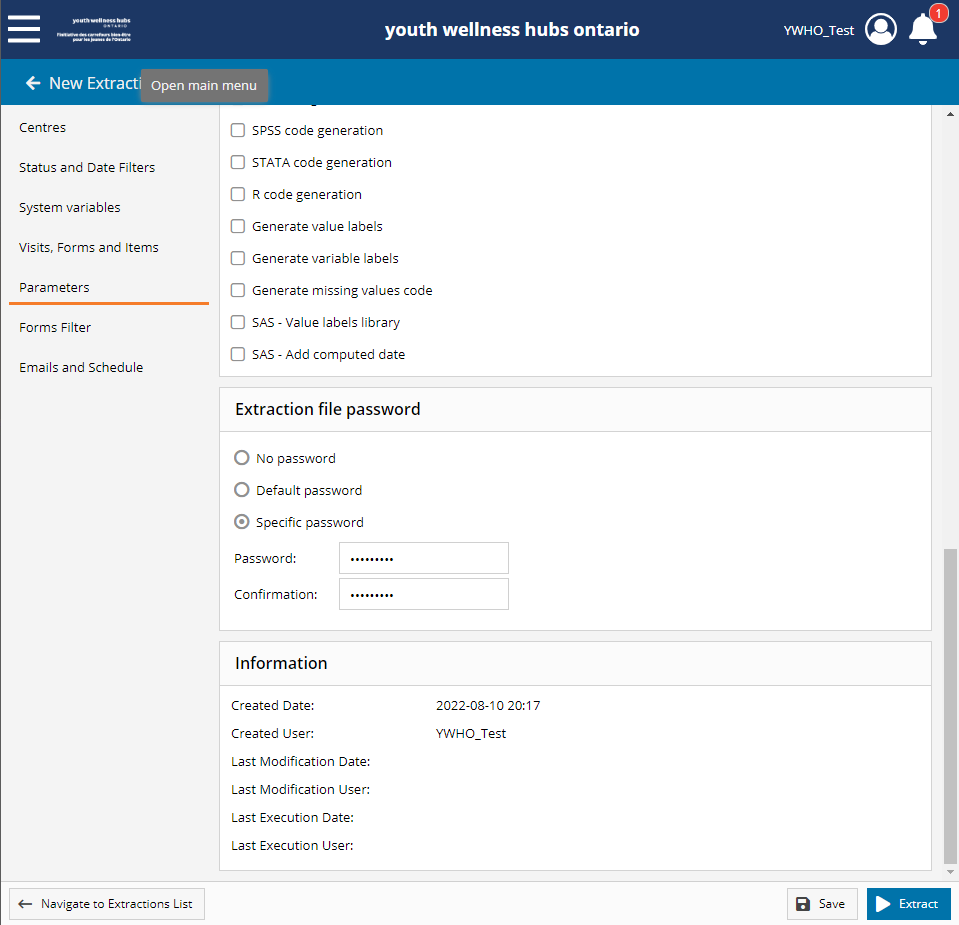 youth wellness hubs
ONTARIO
l'initiative des carrefours bien-être
pour les jeunes de l'Ontario
youth wellness hubs ontario
YWHO_Test
1
New Extracti
Open main menu
Centres
Status and Date Filters
System variables
Visits, Forms and Items
Parameters
Forms Filter
Emails and Schedule
SPSS code generation
STATA code generation
R code generation
Generate value labels
Generate variable labels
Generate missing values code
SAS - Value labels library
SAS - Add computed date
Extraction file password
No password
Default password
Specific password
Password: •••••••••
Confirmation: •••••••••
Information
Created Date: 2022-08-10 20:17
Created User: YWHO_Test
Last Modification Date:
Last Modification User:
Last Execution Date:
Last Execution User:
Navigate to Extractions List
Save
Extract